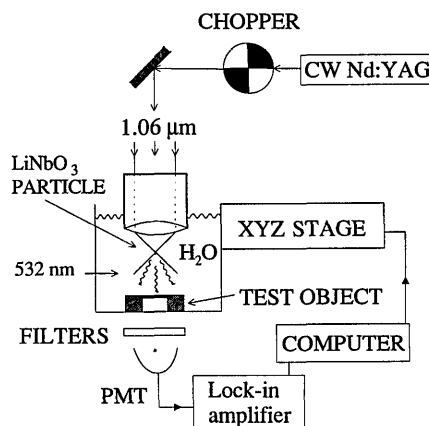 CHOPPER
CW Nd:YAG
1.06 μm
LiNbO3
PARTICLE
H2O
XYZ STAGE
532 nm
TEST OBJECT
FILTERS
COMPUTER
PMT
Lock-in
amplifier